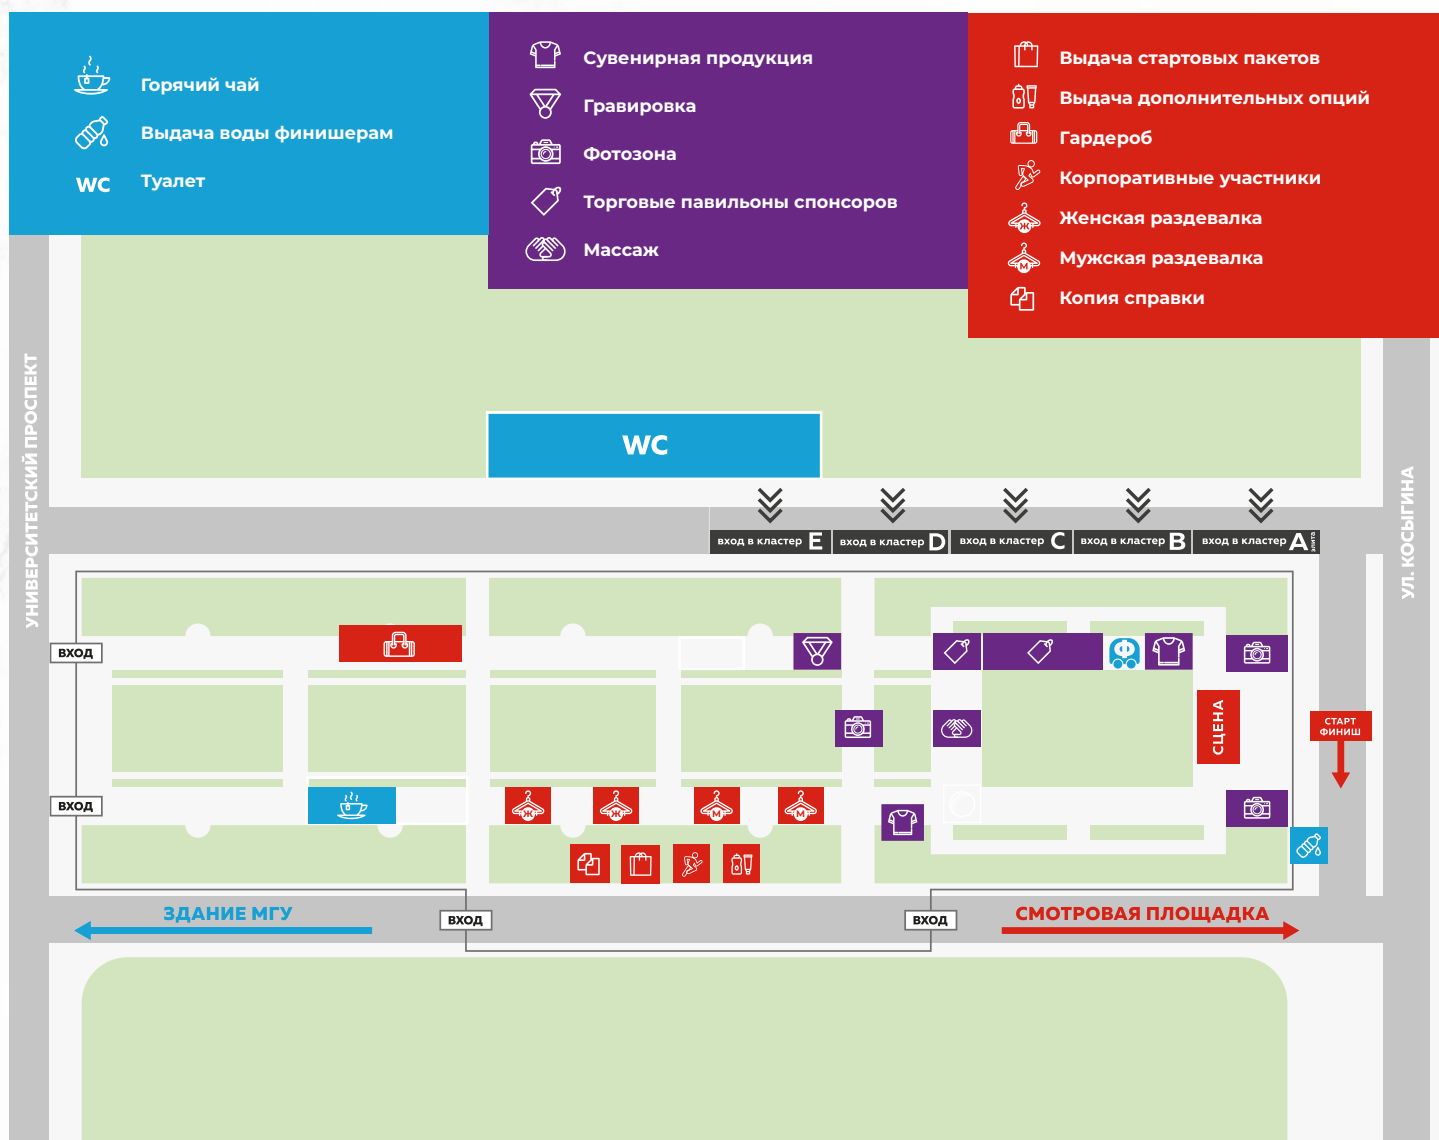 Горячий чай
Выдача воды финишерам
WC
Туалет
Сувенирная продукция
Гравировка
Фотозона
Торговые павильоны спонсоров
Массаж
Выдача стартовых пакетов
Выдача дополнительных опций
Гардероб
Корпоративные участники
Ж
Женская раздевалка
М
Мужская раздевалка
Копия справки
УНИВЕРСИТЕТСКИЙ ПРОСПЕКТ
УЛ. КОСЫГИНА
WC
вход в кластер E
вход в кластер D
вход в кластер C
вход в кластер B
вход в кластер A элита
ВХОД
Ф
СЦЕНА
СТАРТ
ФИНИШ
ВХОД
Ж
Ж
М
М
ЗДАНИЕ МГУ
ВХОД
ВХОД
СМОТРОВАЯ ПЛОЩАДКА